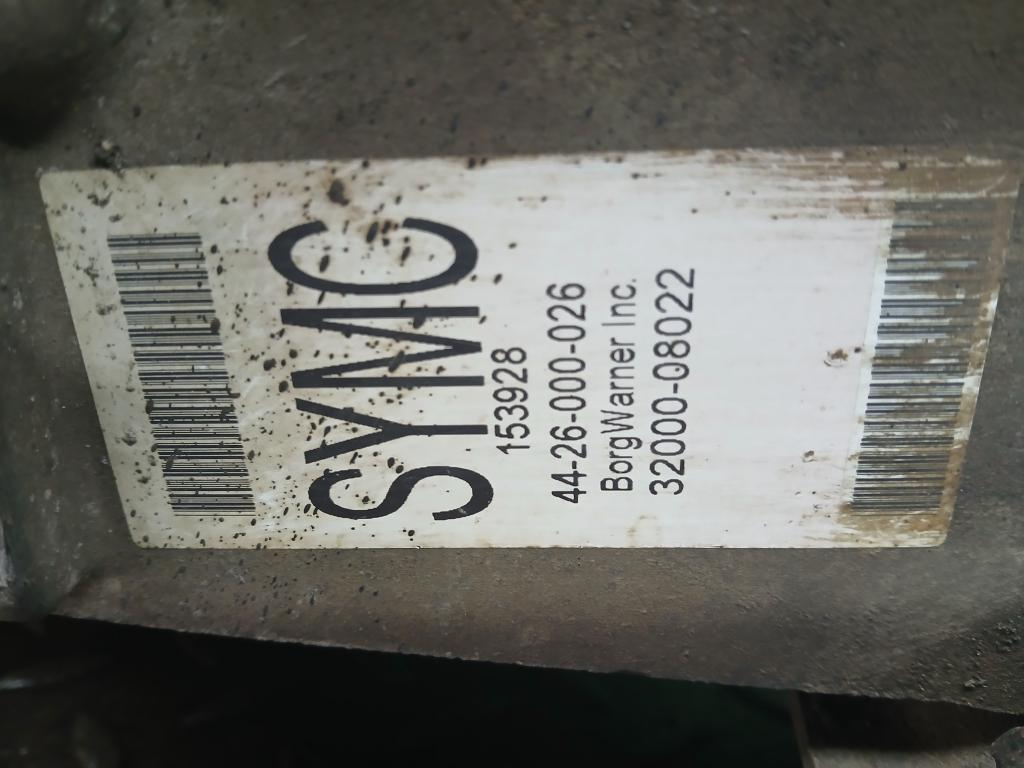 SYMC
153928
44-26-000-026
BorgWarner Inc.
32000-08022